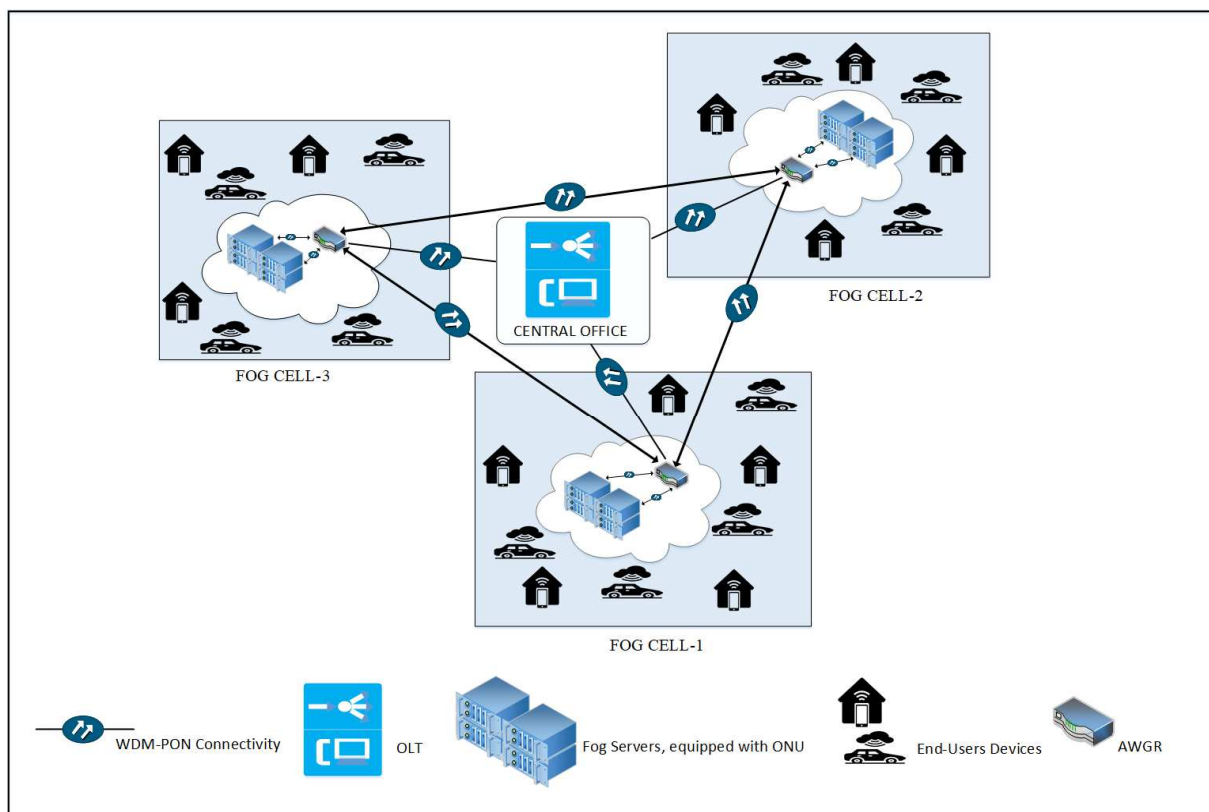 FOG CELL-2
CENTRAL OFFICE
FOG CELL-3
FOG CELL-1
WDM-PON Connectivity
OLT
Fog Servers, equipped with ONU
End-Users Devices
AWGR